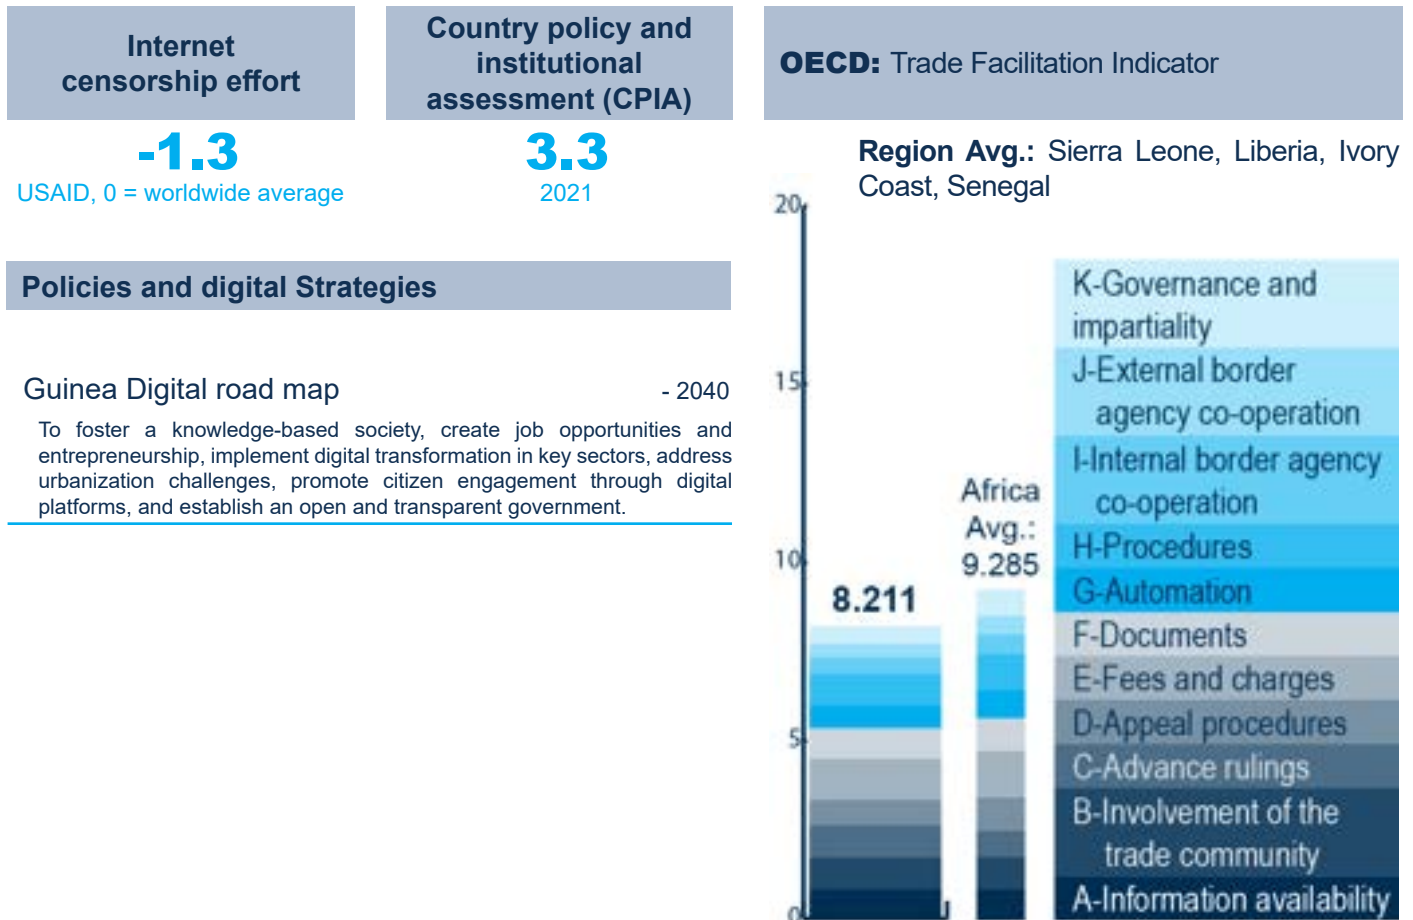 Internet
censorship effort
-1.3
USAID, 0 = worldwide average
Country policy and
institutional
assessment (CPIA)
3.3
2021
Policies and digital Strategies
Guinea Digital road map - 2040
To foster a knowledge-based society, create job opportunities and
entrepreneurship, implement digital transformation in key sectors, address
urbanization challenges, promote citizen engagement through digital
platforms, and establish an open and transparent government.
OECD: Trade Facilitation Indicator
Region Avg.: Sierra Leone, Liberia, Ivory
Coast, Senegal
20
15
10
5
0
8.211
Africa
Avg.:
9.285
K-Governance and
impartiality
J-External border
agency co-operation
I-Internal border agency
co-operation
H-Procedures
G-Automation
F-Documents
E-Fees and charges
D-Appeal procedures
C-Advance rulings
B-Involvement of the
trade community
A-Information availability